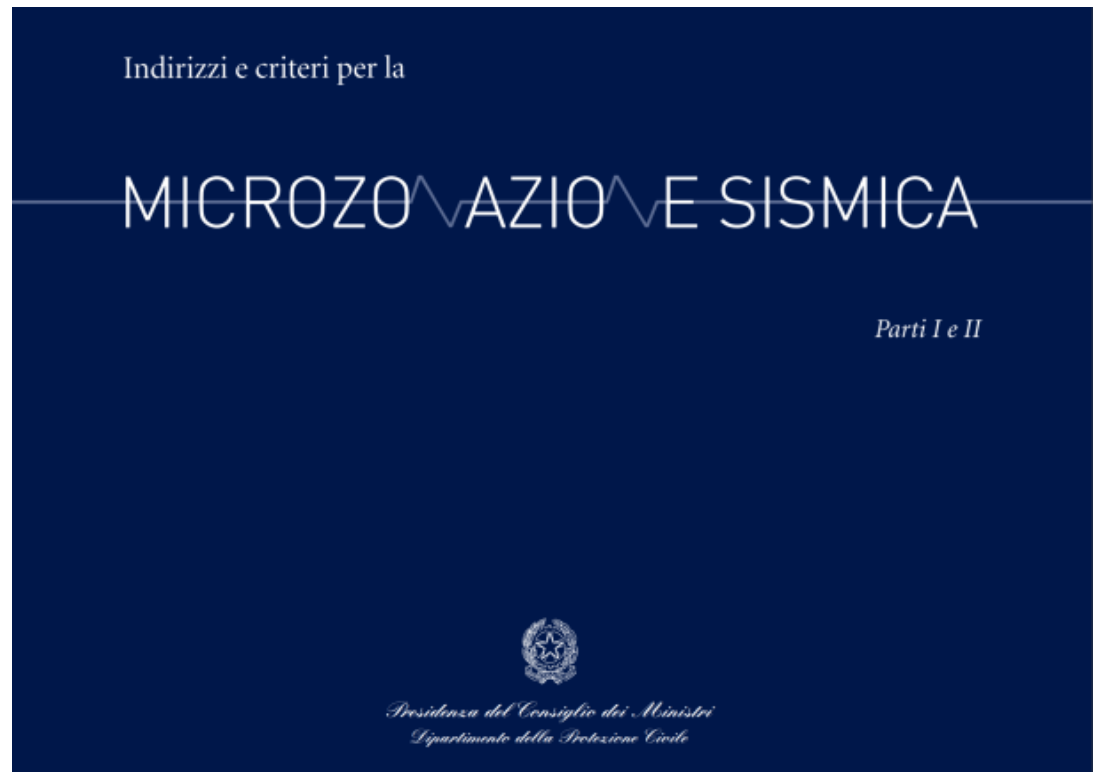 Indirizzi e criteri per la
MICROZONAZIONE SISMICA
Parti I e II
Presidenza del Consiglio dei Ministri
Dipartimento della Protezione Civile